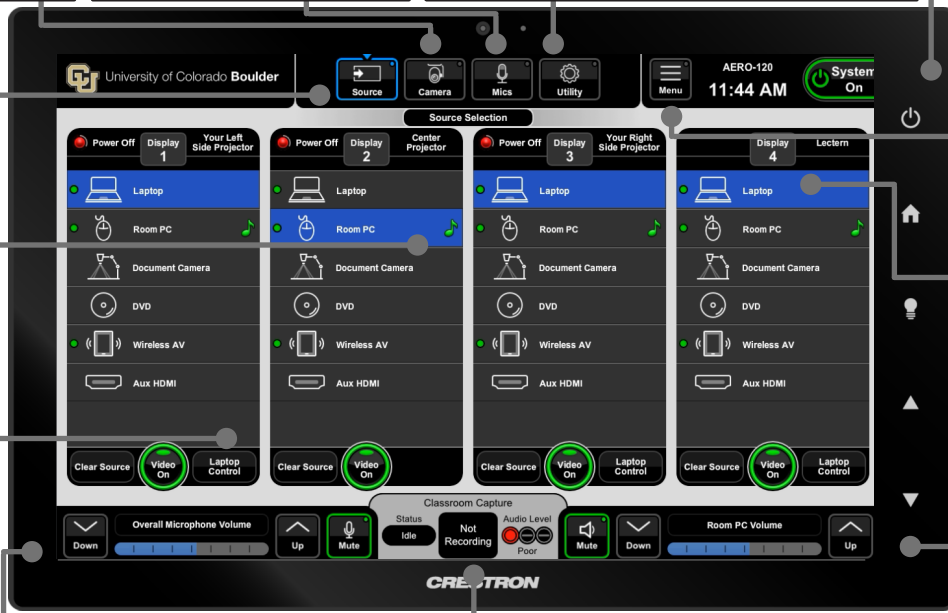 CU University of Colorado Boulder
Source
Camera
Mics
Utility
Menu
AERO-120
11:44 AM
System
On
Source Selection
Power Off
Display
1
Your Left
Side Projector
Laptop
Room PC
Document Camera
DVD
Wireless AV
Aux HDMI
Clear Source
Video
On
Laptop
Control
Power Off
Display
2
Center
Projector
Laptop
Room PC
Document Camera
DVD
Wireless AV
Aux HDMI
Clear Source
Video
On
Power Off
Display
3
Your Right
Side Projector
Laptop
Room PC
Document Camera
DVD
Wireless AV
Aux HDMI
Clear Source
Video
On
Laptop
Control
Display
4
Lectern
Laptop
Room PC
Document Camera
DVD
Wireless AV
Aux HDMI
Clear Source
Video
On
Laptop
Control
Down
Overall Microphone Volume
Up
Mute
Classroom Capture
Status
Idle
Not
Recording
Audio Level
Poor
Mute
Down
Room PC Volume
Up